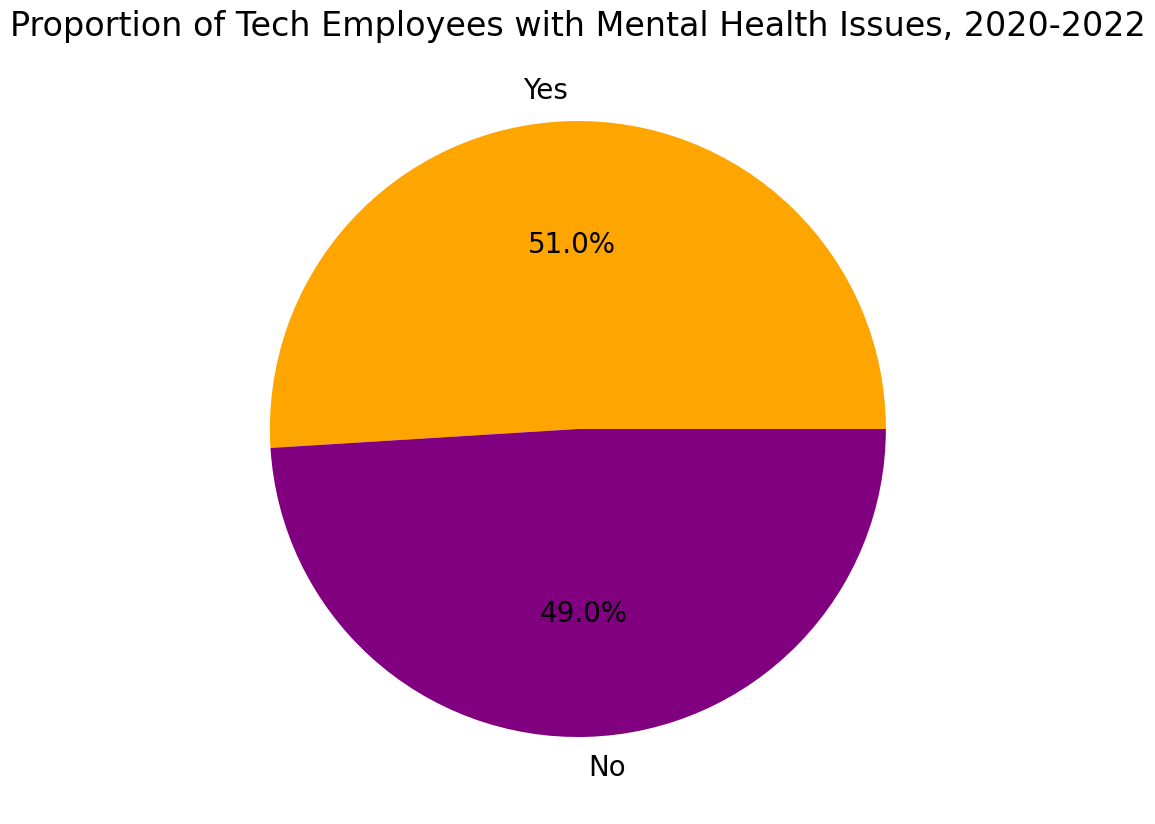 Proportion of Tech Employees with Mental Health Issues, 2020-2022
Yes
51.0%
49.0%
No